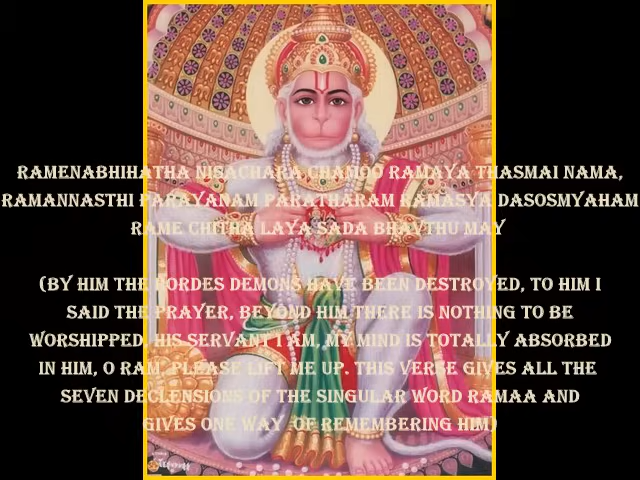 RAMENABHIHATHA NISACHARA CHAMOO RAMAYA THASMAI NAMA,
RAMANNASTHI PARAYANAM PARATHARAM RAMASYA DASOSMYAHAM
RAME CHITHA LAYA SADA BHAVTHU MAY
(BY HIM THE HORDES DEMONS HAVE BEEN DESTROYED, TO HIM I
SAID THE PRAYER, BEYOND HIM THERE IS NOTHING TO BE
WORSHIPPED, HIS SERVANT I AM, MY MIND IS TOTALLY ABSORBED
IN HIM, O RAM, PLEASE LIFT ME UP. THIS VERSE GIVES ALL THE
SEVEN DECLENSIONS OF THE SINGULAR WORD RAMAA AND
GIVES ONE WAY OF REMEMBERING HIM)